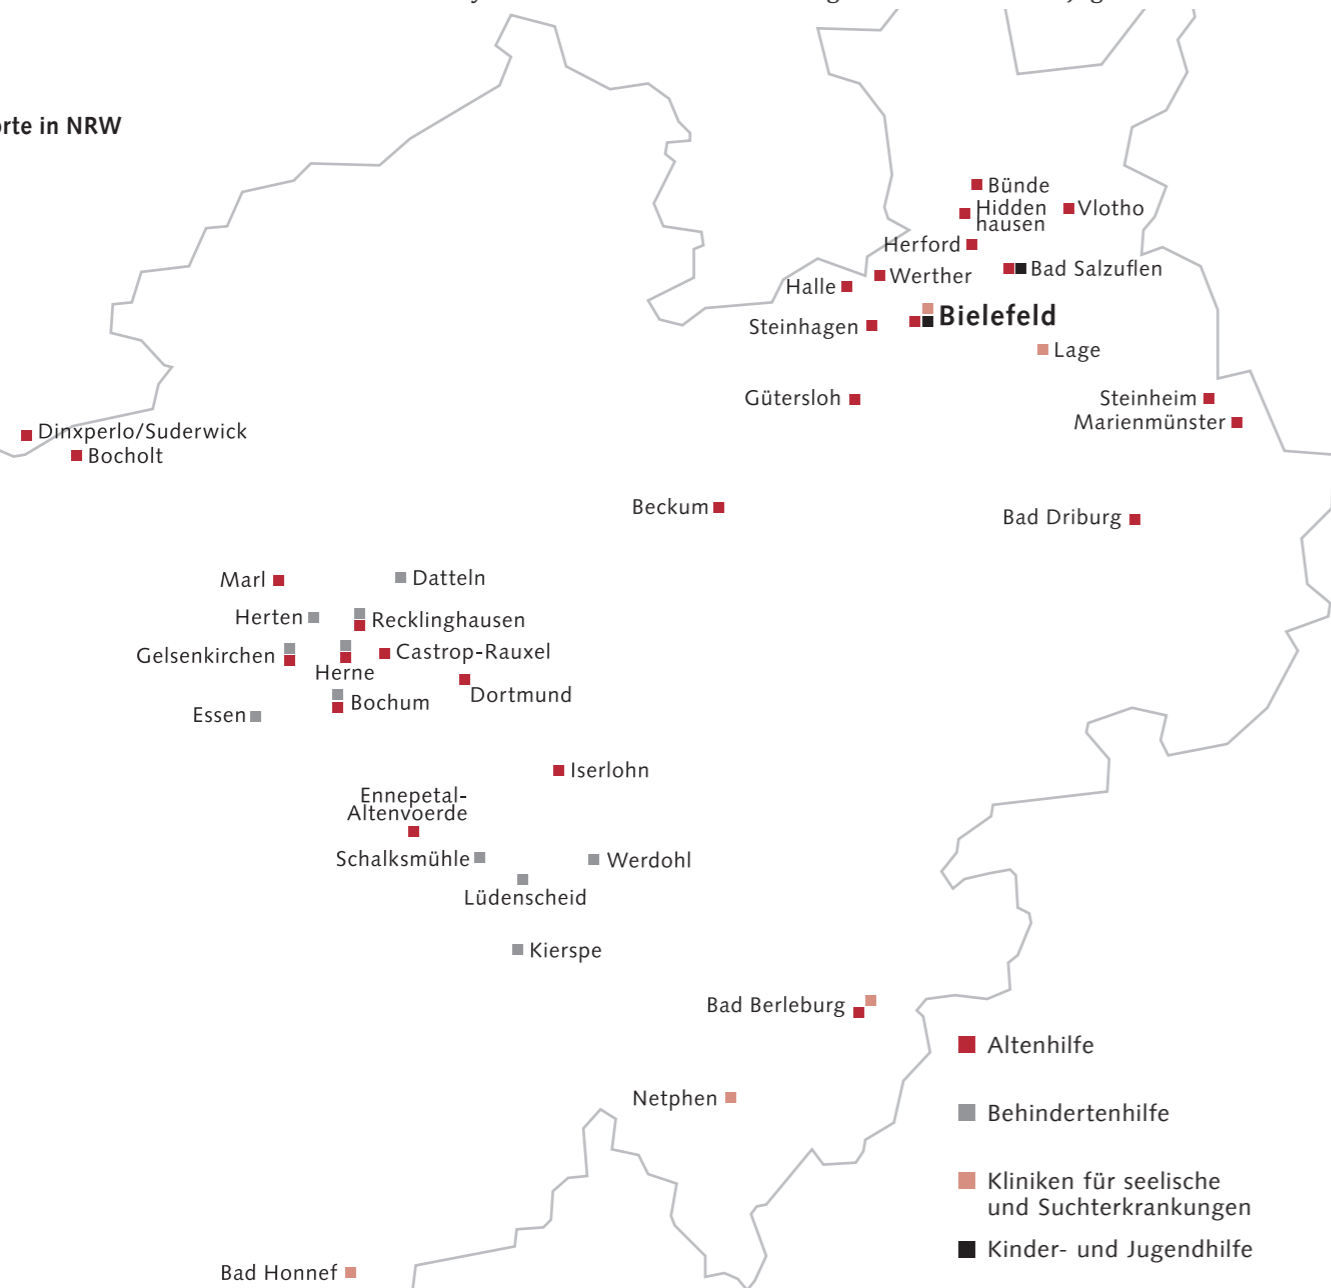 orte in NRW
Bünde
Hidden
hausen
Vlotho
Herford
Bad Salzuflen
Werther
Halle
Bielefeld
Steinhagen
Lage
Gütersloh
Steinheim
Marienmünster
Dinxperlo/Suderwick
Bocholt
Beckum
Bad Driburg
Marl
Datteln
Herten
Recklinghausen
Gelsenkirchen
Castrop-Rauxel
Herne
Dortmund
Bochum
Essen
Iserlohn
Ennepetal-
Altenvoerde
Schalksmühle
Werdohl
Lüdenscheid
Kierspe
Bad Berleburg
Altenhilfe
Netphen
Behindertenhilfe
Kliniken für seelische
und Suchterkrankungen
Kinder- und Jugendhilfe
Bad Honnef